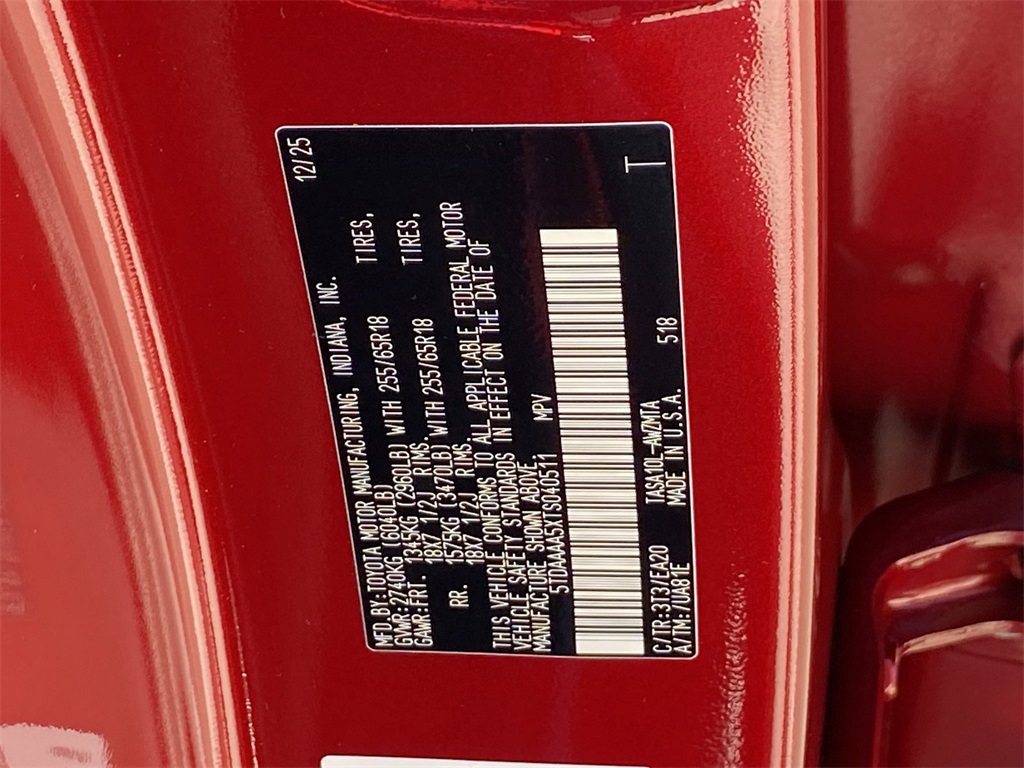 12/25
MFD.BY:TOYOTA MOTOR MANUFACTURING, INDIANA, INC.
GVWR:2740KG (6040LB)
GAWR:FRT. 1345KG (2960LB) WITH 255/65R18 TIRES,
18X7 1/2J RIMS,
RR. 1575KG (3470LB) WITH 255/65R18 TIRES,
18X7 1/2J RIMS.
THIS VEHICLE CONFORMS TO ALL APPLICABLE FEDERAL MOTOR
VEHICLE SAFETY STANDARDS IN EFFECT ON THE DATE OF
MANUFACTURE SHOWN ABOVE.
5TDAAAA5XTS040511 MPV
T
C/TR:3T3/EA20 TASA10L-AWZMTA 518
A/TM:/UA81E MADE IN U.S.A.